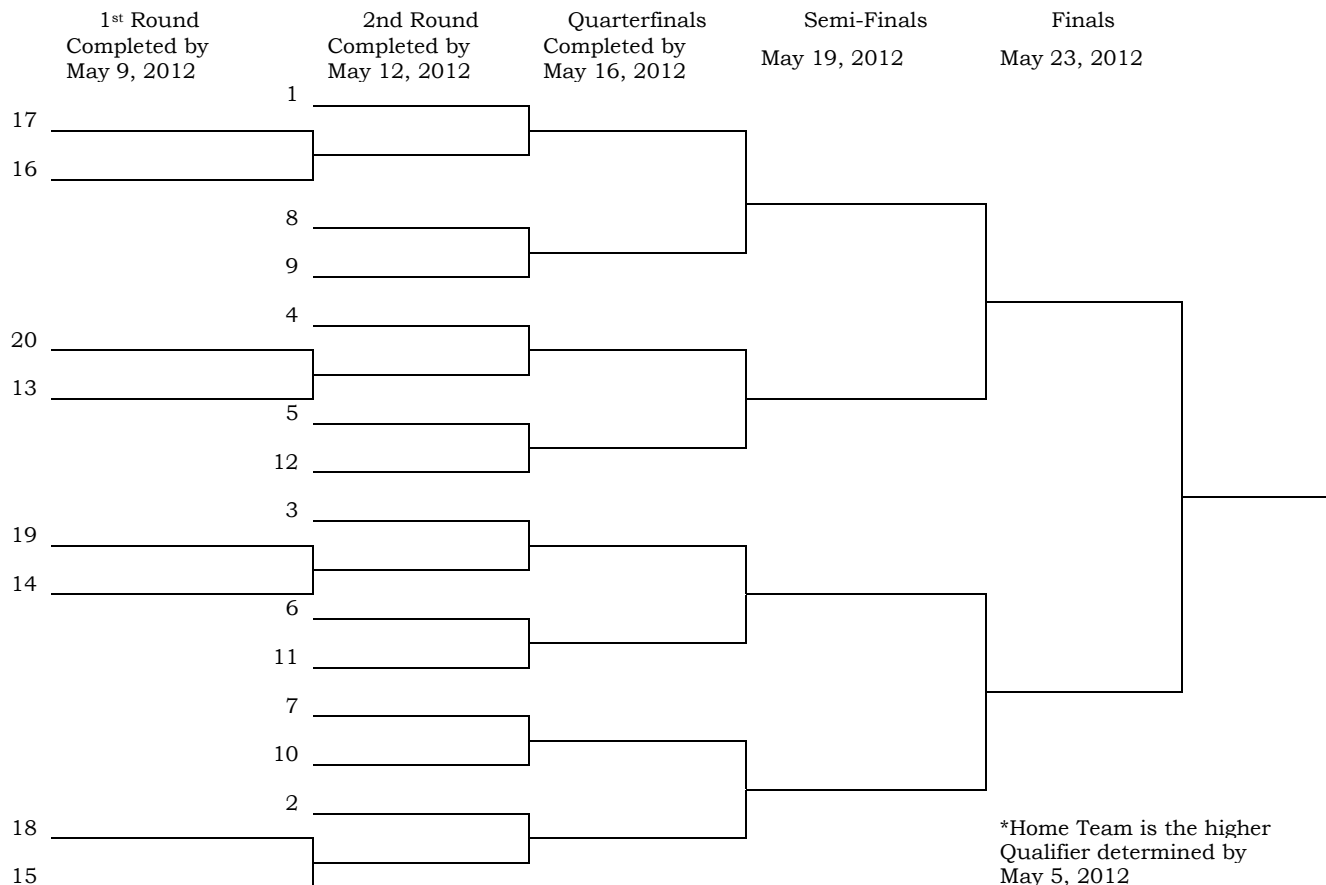 1st Round
Completed by
May 9, 2012
2nd Round
Completed by
May 12, 2012
Quarterfinals
Completed by
May 16, 2012
Semi-Finals
May 19, 2012
Finals
May 23, 2012
1
17
16
8
9
4
20
13
5
12
3
19
14
6
11
7
10
2
18
15
*Home Team is the higher
Qualifier determined by
May 5, 2012